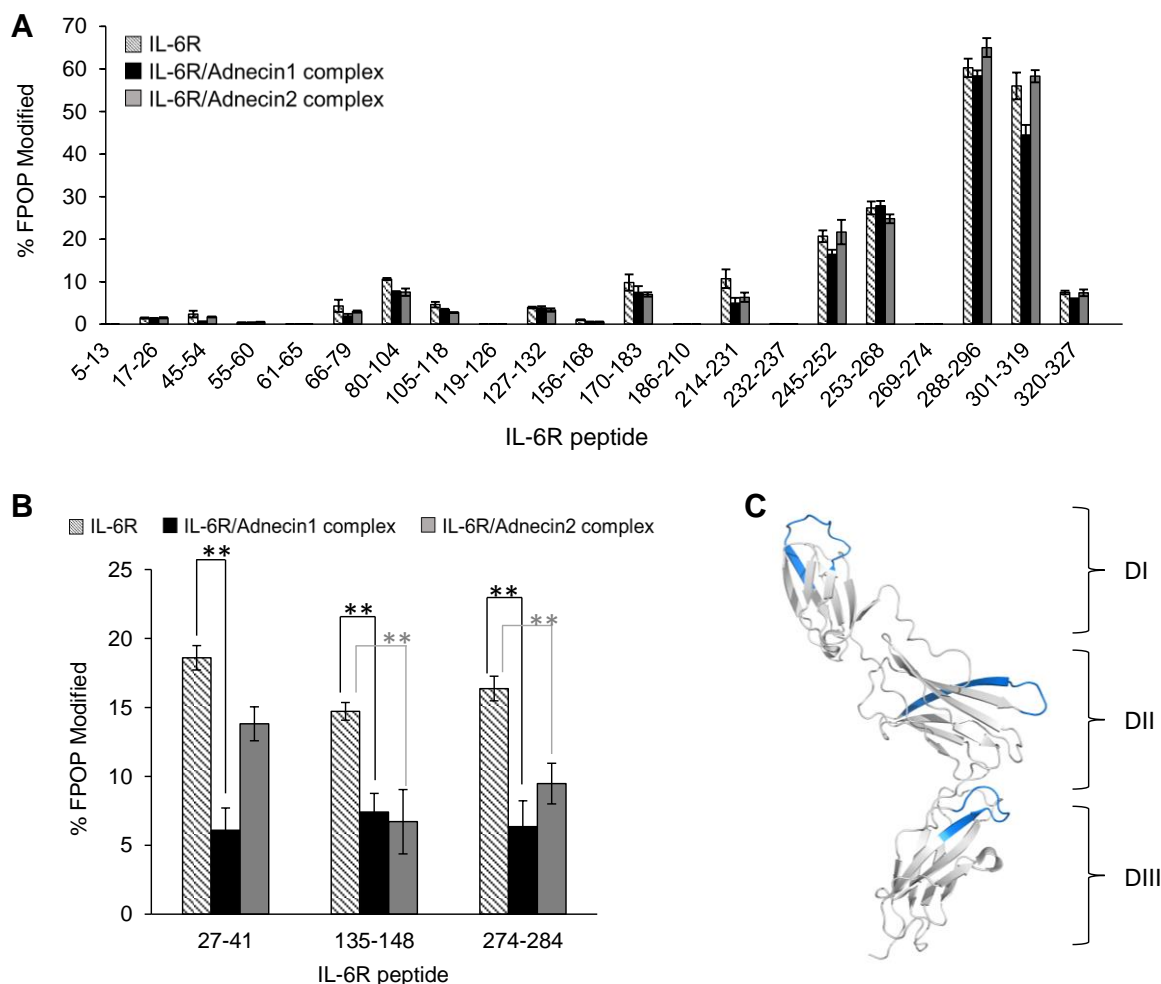 A
70
60
50
40
30
20
10
0
% FPOP Modified
IL-6R
IL-6R/Adnecin1 complex
IL-6R/Adnecin2 complex
5-13
17-26
45-54
55-60
61-65
66-79
80-104
105-118
119-126
127-132
156-168
170-183
186-210
214-231
232-237
245-252
253-268
269-274
288-296
301-319
320-327
IL-6R peptide
B
IL-6R IL-6R/Adnecin1 complex IL-6R/Adnecin2 complex
25
20
15
10
5
0
% FPOP Modified
**
**
**
**
**
27-41 135-148 274-284
IL-6R peptide
C
DI
DII
DIII